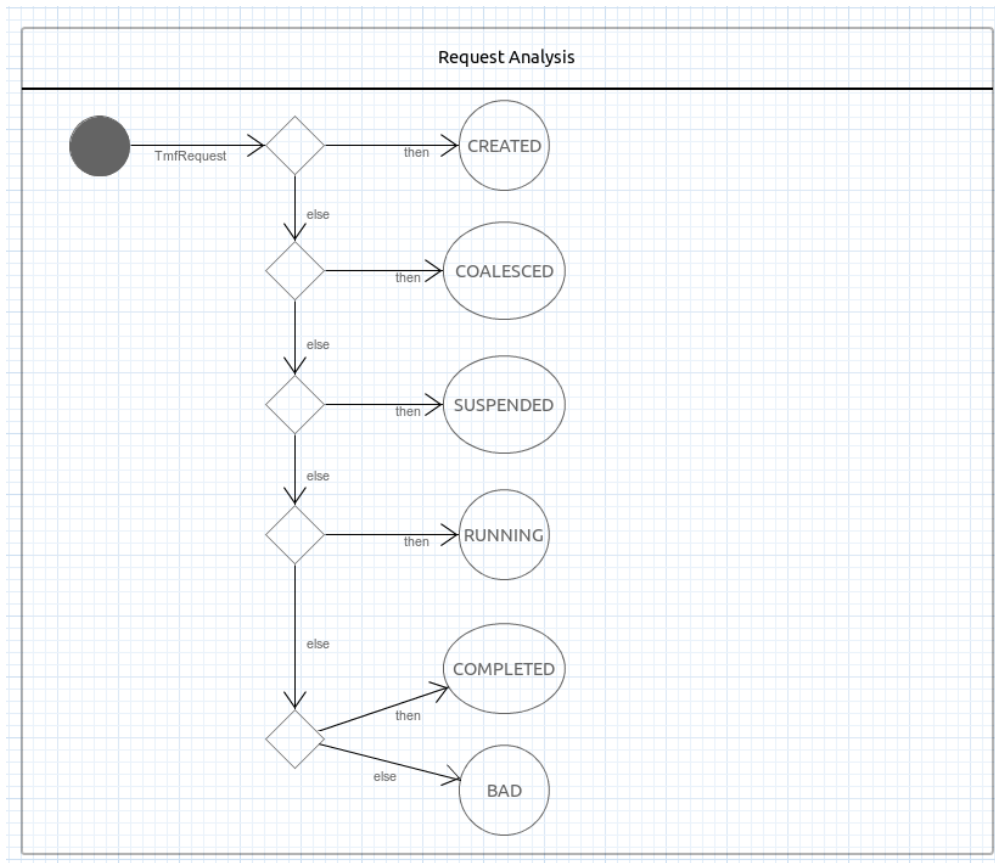 Request Analysis
TmfRequest
then
CREATED
else
then
COALESCED
else
then
SUSPENDED
else
then
RUNNING
else
COMPLETED
then
else
BAD